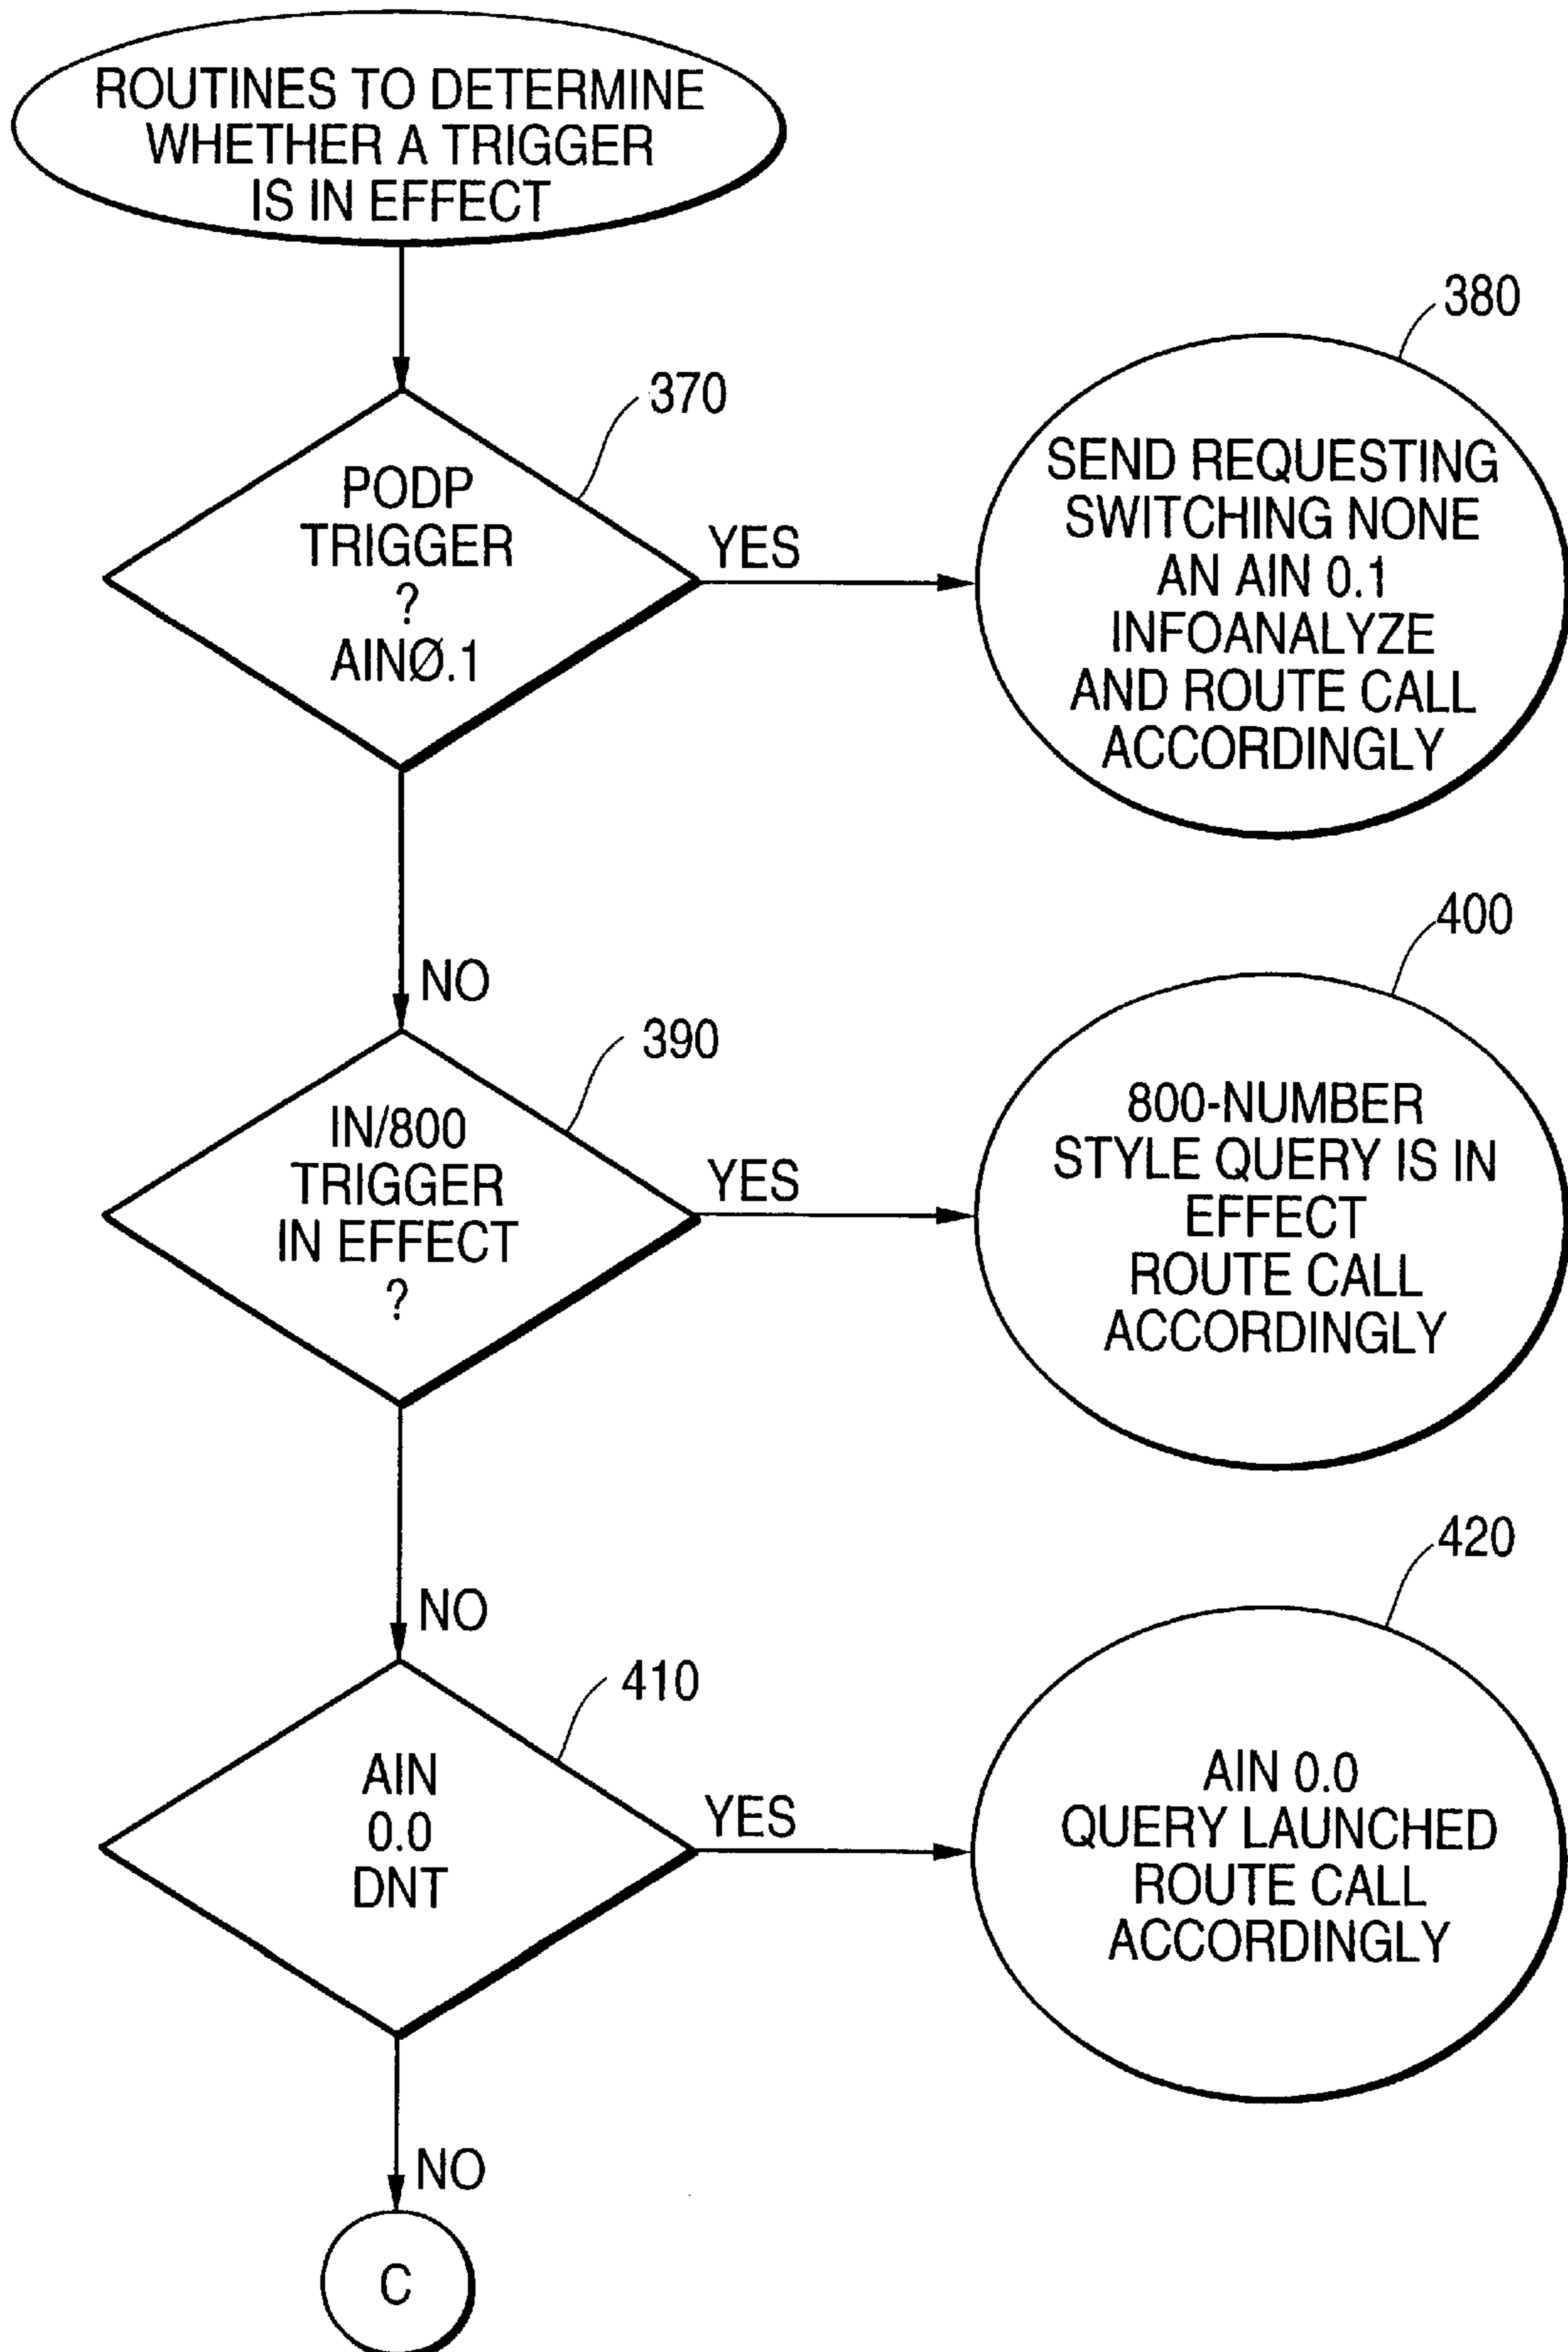 ROUTINES TO DETERMINE
WHETHER A TRIGGER
IS IN EFFECT
370
PODP
TRIGGER
?
AINØ.1
YES
380
SEND REQUESTING
SWITCHING NONE
AN AIN 0.1
INFOANALYZE
AND ROUTE CALL
ACCORDINGLY
NO
390
IN/800
TRIGGER
IN EFFECT
?
YES
400
800-NUMBER
STYLE QUERY IS IN
EFFECT
ROUTE CALL
ACCORDINGLY
NO
410
AIN
0.0
DNT
YES
420
AIN 0.0
QUERY LAUNCHED
ROUTE CALL
ACCORDINGLY
NO
C